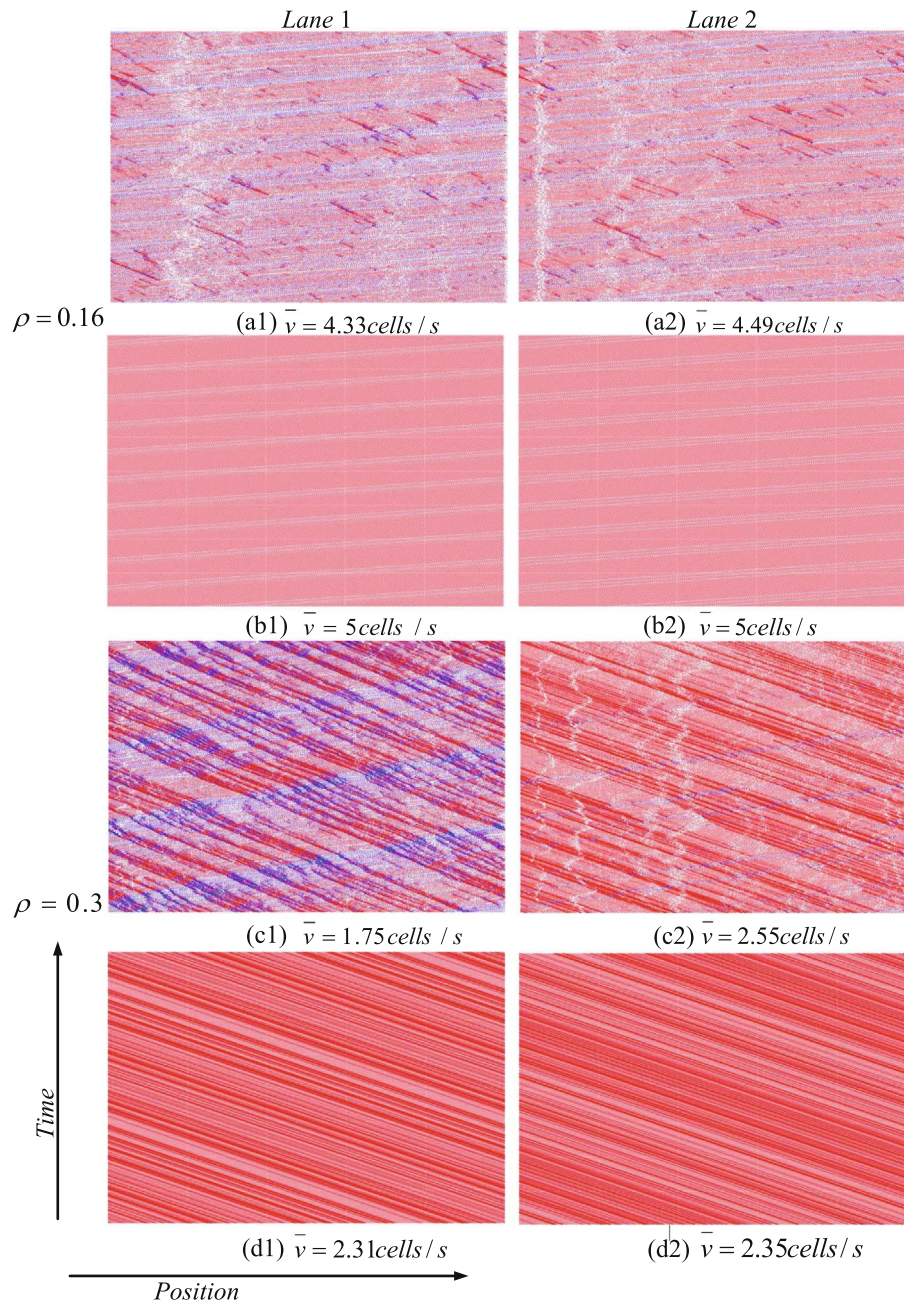 Lane 1
Lane 2
ρ = 0.16
(a1) v̄ = 4.33cells / s
(a2) v̄ = 4.49cells / s
(b1) v̄ = 5cells / s
(b2) v̄ = 5cells / s
ρ = 0.3
(c1) v̄ = 1.75cells / s
(c2) v̄ = 2.55cells / s
Time
(d1) v̄ = 2.31cells / s
(d2) v̄ = 2.35cells / s
Position